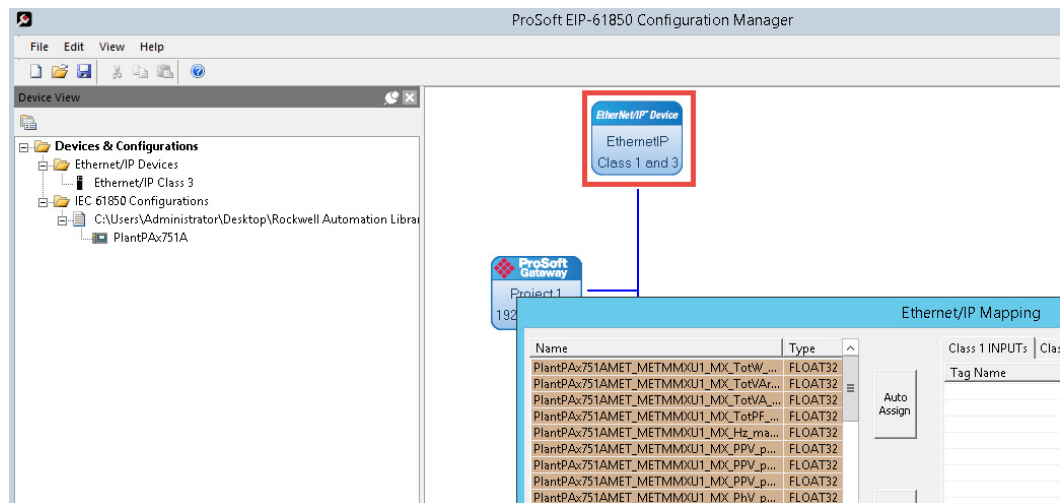 ProSoft EIP-61850 Configuration Manager
File Edit View Help
Device View
Devices & Configurations
Ethernet/IP Devices
Ethernet/IP Class 3
IEC 61850 Configurations
C:\Users\Administrator\Desktop\Rockwell Automation Librar
PlantPAx751A
EtherNet/IP™ Device
EthernetIP
Class 1 and 3
ProSoft
Gateway
Project 1
192
Ethernet/IP Mapping
Name Type
PlantPAx751AMET_METMMXU1_MX_TotW_... FLOAT32
PlantPAx751AMET_METMMXU1_MX_TotVAr... FLOAT32
PlantPAx751AMET_METMMXU1_MX_TotVA_... FLOAT32
PlantPAx751AMET_METMMXU1_MX_TotPF_... FLOAT32
PlantPAx751AMET_METMMXU1_MX_Hz_ma... FLOAT32
PlantPAx751AMET_METMMXU1_MX_PPV_p... FLOAT32
PlantPAx751AMET_METMMXU1_MX_PPV_p... FLOAT32
PlantPAx751AMET_METMMXU1_MX_PPV_p... FLOAT32
PlantPAx751AMET_METMMXU1_MX_PhV_p... FLOAT32
Auto
Assign
Class 1 INPUTs Clas
Tag Name